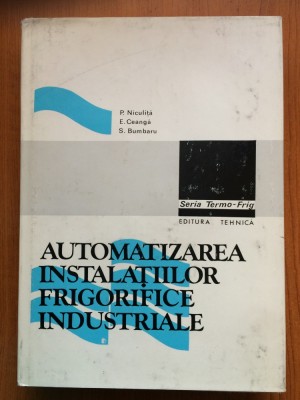 P. Niculiță
E. Ceangă
S. Bumbaru
Seria Termo-Frig
EDITURA TEHNICA
AUTOMATIZAREA
INSTALAȚIILOR
FRIGORIFICE
INDUSTRIALE